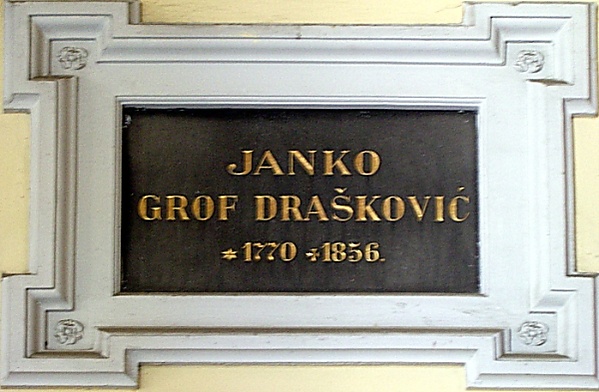 JANKO
GROF DRAŠKOVIĆ
*1770 ✝1856.